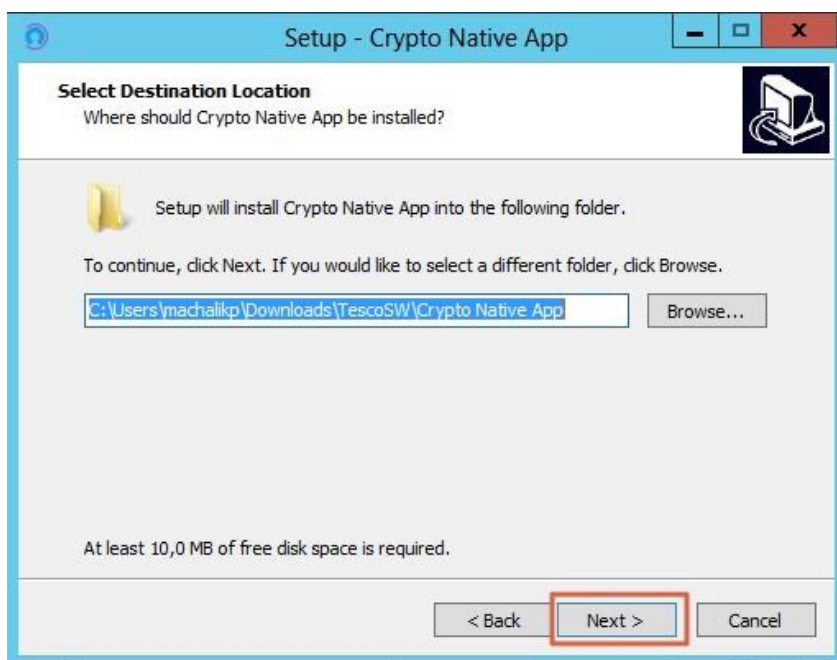 Setup - Crypto Native App
Select Destination Location
Where should Crypto Native App be installed?
Setup will install Crypto Native App into the following folder.
To continue, click Next. If you would like to select a different folder, click Browse.
C:\Users\machalikp\Downloads\TescoSW\Crypto Native App
Browse...
At least 10,0 MB of free disk space is required.
< Back
Next >
Cancel